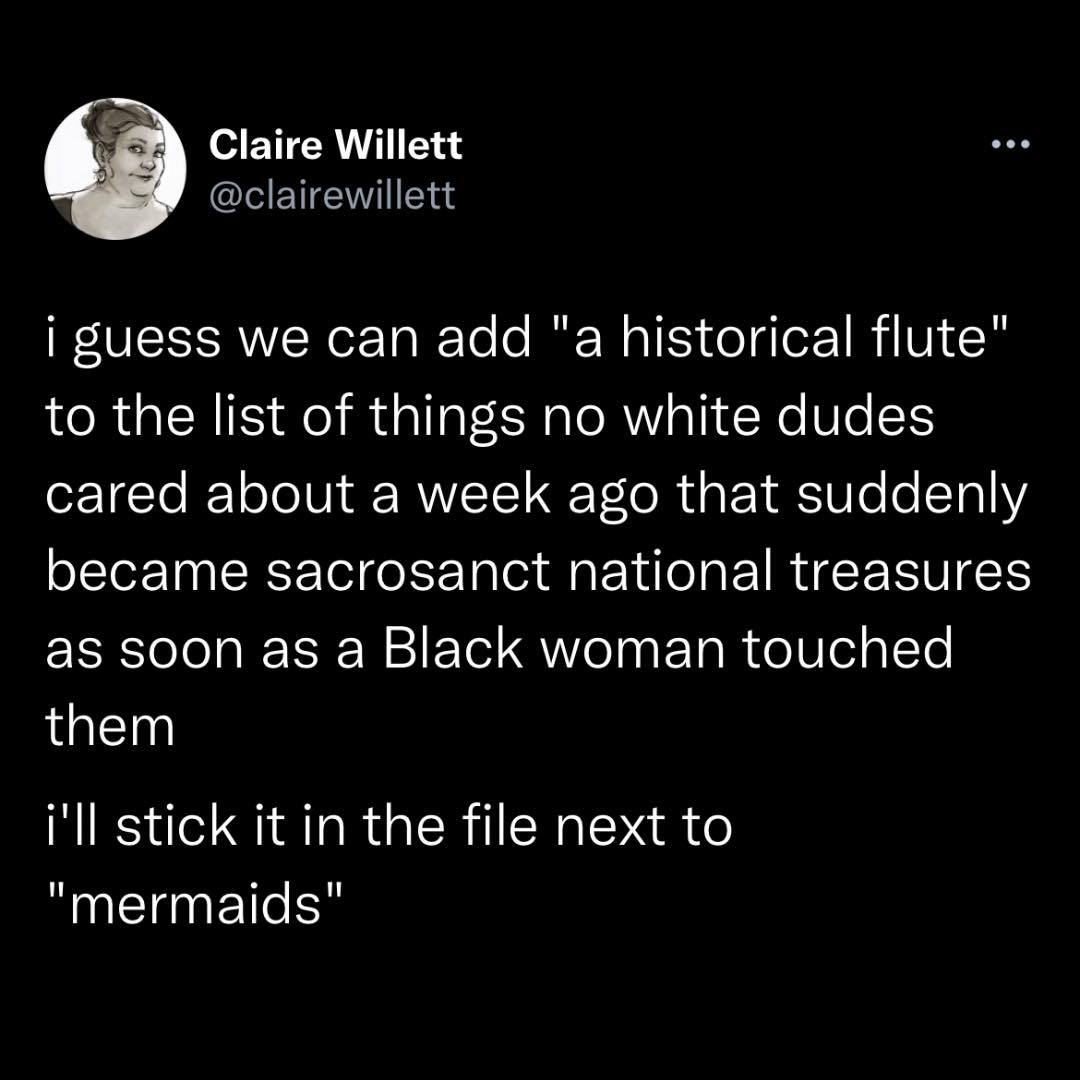 Claire Willett
@clairewillett
i guess we can add "a historical flute"
to the list of things no white dudes
cared about a week ago that suddenly
became sacrosanct national treasures
as soon as a Black woman touched
them
i'll stick it in the file next to
"mermaids"